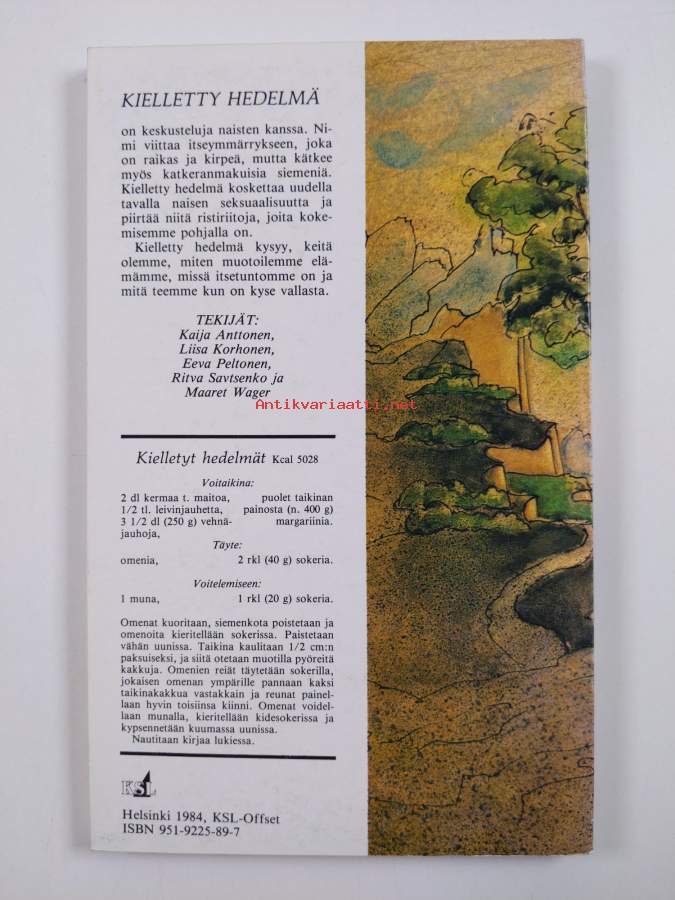 KIELLETTY HEDELMÄ
on keskusteluja naisten kanssa. Ni-
mi viittaa itseymmärrykseen, joka
on raikas ja kirpeä, mutta kätkee
myös katkeranmakuisia siemeniä.
Kielletty hedelmä koskettaa uudella
tavalla naisen seksuaalisuutta ja
piirtää niitä ristiriitoja, joita koke-
misemme pohjalla on.
Kielletty hedelmä kysyy, keitä
olemme, miten muotoilemme elä-
mämme, missä itsetuntomme on ja
mitä teemme kun on kyse vallasta.
TEKIJÄT:
Kaija Anttonen,
Liisa Korhonen,
Eeva Peltonen,
Ritva Savtsenko ja
Maaret Wager
Antikvariaatti.net
Kielletyt hedelmät Kcal 5028
Voitaikina:
2 dl kermaa t. maitoa, puolet taikinan
1/2 tl. leivinjauhetta, painosta (n. 400 g)
3 1/2 dl (250 g) vehnä- margariinia.
jauhoja,
Täyte:
omenia, 2 rkl (40 g) sokeria.
Voitelemiseen:
1 muna, 1 rkl (20 g) sokeria.
Omenat kuoritaan, siemenkota poistetaan ja
omenoita kieritellään sokerissa. Paistetaan
vähän uunissa. Taikina kaulitaan 1/2 cm:n
paksuiseksi, ja siitä otetaan muotilla pyöreitä
kakkuja. Omenien reiät täytetään sokerilla,
jokaisen omenan ympärille pannaan kaksi
taikinakakkua vastakkain ja reunat painel-
laan hyvin toisiinsa kiinni. Omenat voidel-
laan munalla, kieritellään kidesokerissa ja
kypsennetään kuumassa uunissa.
Nautitaan kirjaa lukiessa.
KSL
Helsinki 1984, KSL-Offset
ISBN 951-9225-89-7